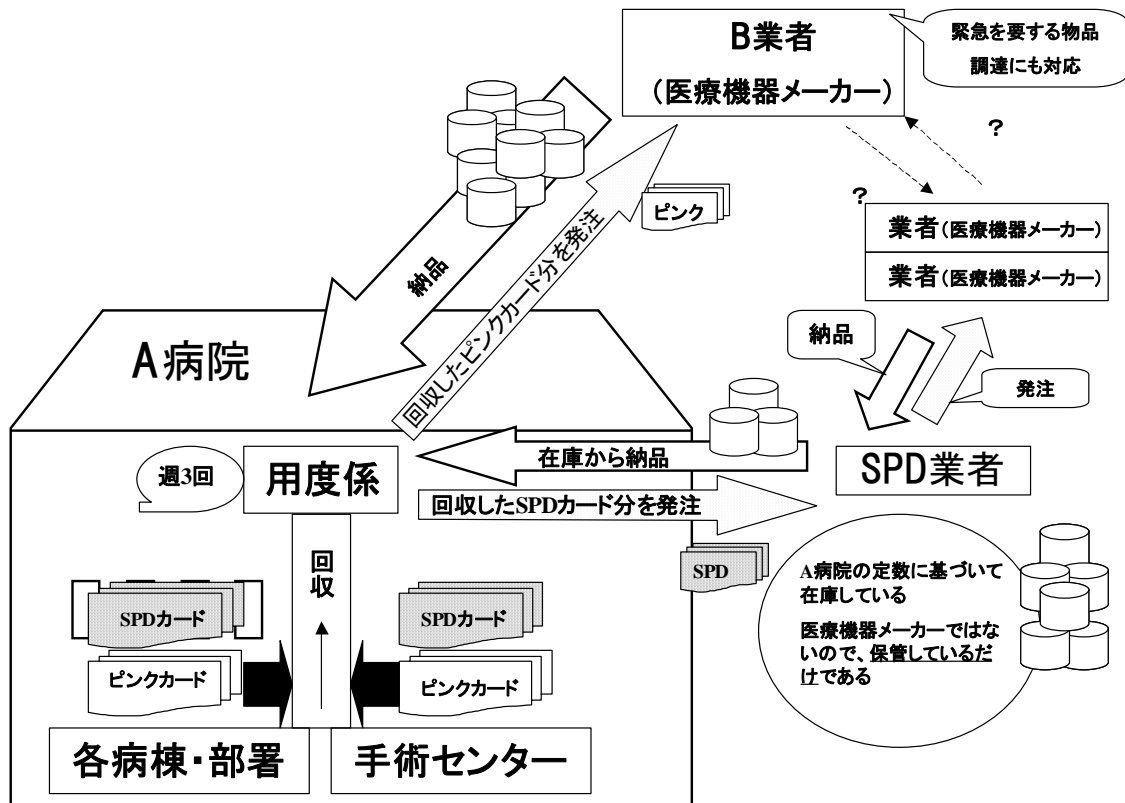 B業者
(医療機器メーカー)
緊急を要する物品
調達にも対応
?
?
ピンク
業者(医療機器メーカー)
業者(医療機器メーカー)
納品
回収したピンクカード分を発注
A病院
納品
発注
在庫から納品
SPD業者
週3回
用度係
回収したSPDカード分を発注
回収
SPD
A病院の定数に基づいて
在庫している
医療機器メーカーではな
いので、保管しているだ
けである
SPDカード
SPDカード
ピンクカード
ピンクカード
各病棟・部署
手術センター